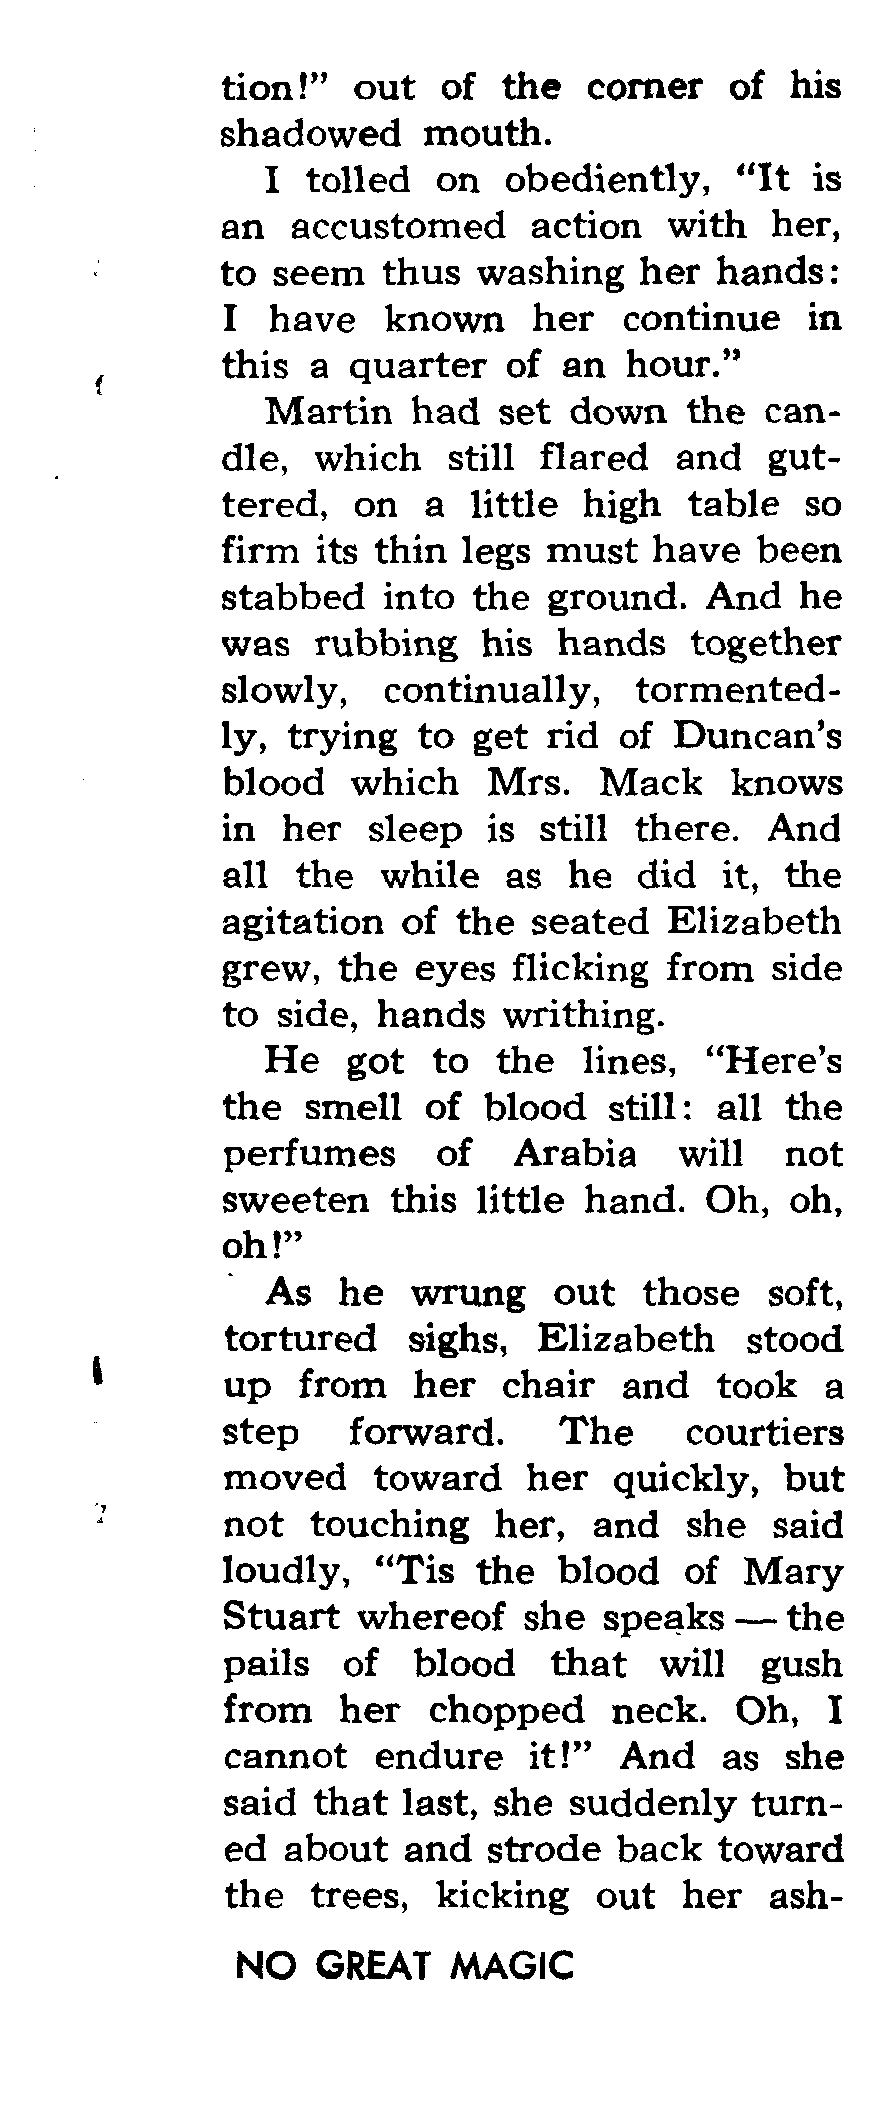 tion!” out of the corner of his
shadowed mouth.
I tolled on obediently, “It is
an accustomed action with her,
to seem thus washing her hands:
I have known her continue in
this a quarter of an hour.”
Martin had set down the can-
dle, which still flared and gut-
tered, on a little high table so
firm its thin legs must have been
stabbed into the ground. And he
was rubbing his hands together
slowly, continually, tormented-
ly, trying to get rid of Duncan’s
blood which Mrs. Mack knows
in her sleep is still there. And
all the while as he did it, the
agitation of the seated Elizabeth
grew, the eyes flicking from side
to side, hands writhing.
He got to the lines, “Here’s
the smell of blood still: all the
perfumes of Arabia will not
sweeten this little hand. Oh, oh,
oh!”
As he wrung out those soft,
tortured sighs, Elizabeth stood
up from her chair and took a
step forward. The courtiers
moved toward her quickly, but
not touching her, and she said
loudly, “Tis the blood of Mary
Stuart whereof she speaks — the
pails of blood that will gush
from her chopped neck. Oh, I
cannot endure it!” And as she
said that last, she suddenly turn-
ed about and strode back toward
the trees, kicking out her ash-
NO GREAT MAGIC